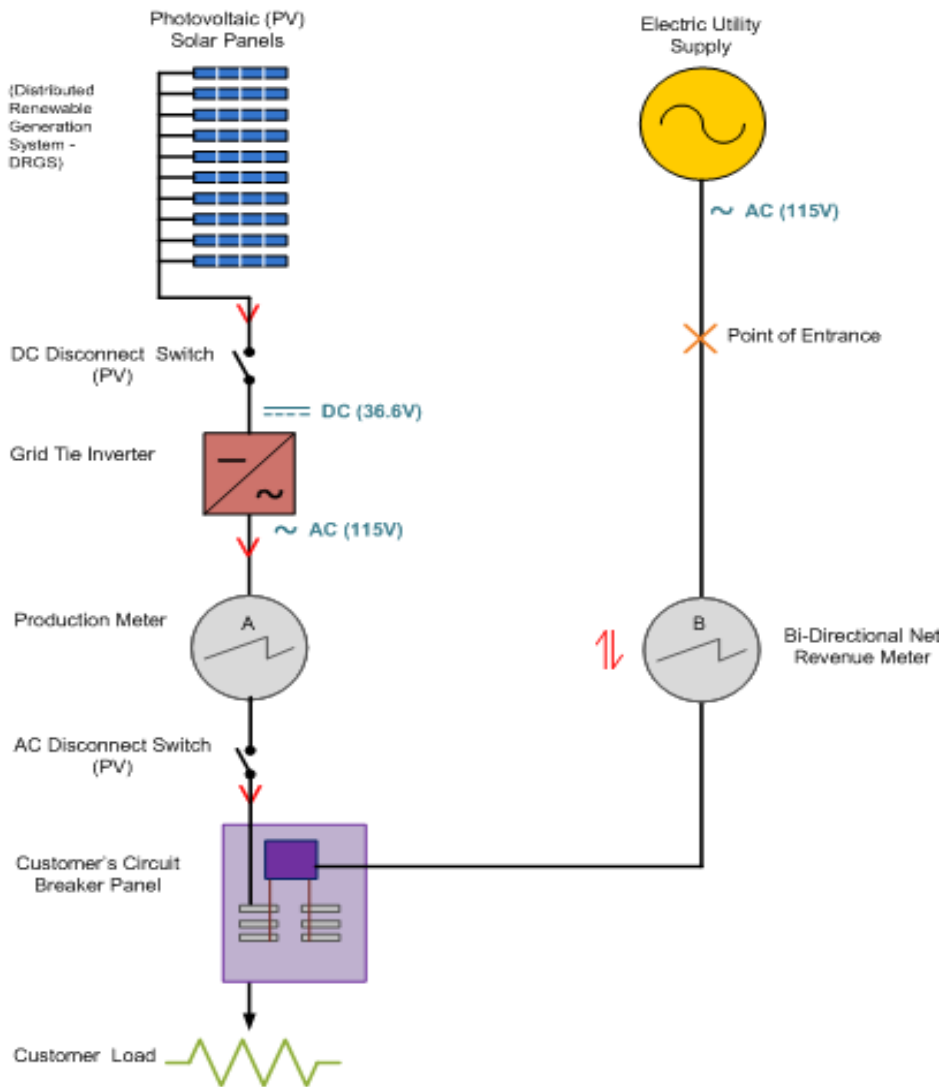 Photovoltaic (PV)
Solar Panels
(Distributed
Renewable
Generation
System -
DRGS)
Electric Utility
Supply
~ AC (115V)
Point of Entrance
DC Disconnect Switch
(PV)
DC (36.6V)
Grid Tie Inverter
~ AC (115V)
Production Meter
A
B
Bi-Directional Net
Revenue Meter
AC Disconnect Switch
(PV)
Customer's Circuit
Breaker Panel
Customer Load